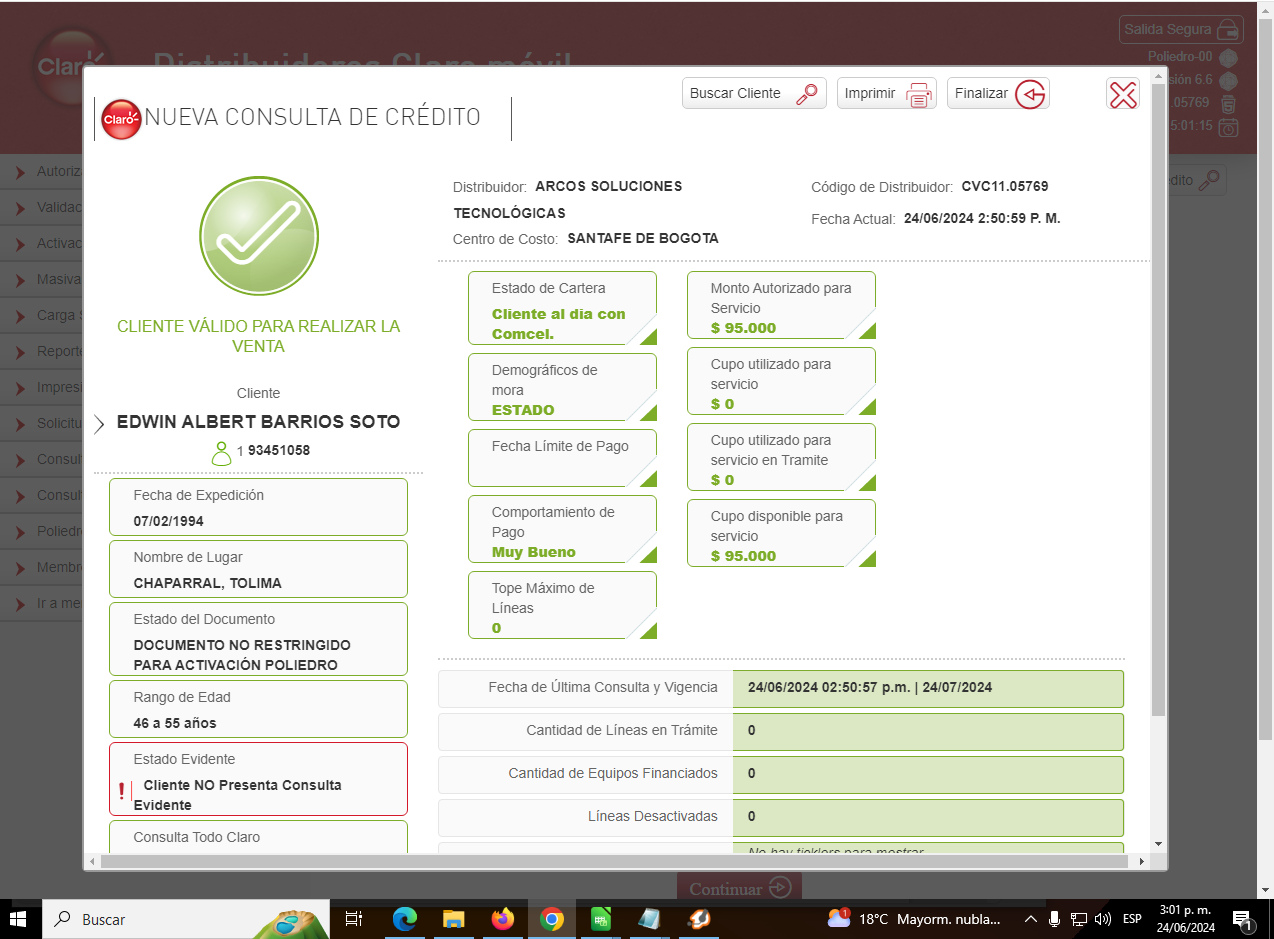 Salida Segura
Claro
Distribuidores Claro móvil
Poliedro-00
sión 6.6
.05769
5:01:15
Buscar Cliente
Imprimir
Finalizar
Claro
NUEVA CONSULTA DE CRÉDITO
Autoriz
Validac
Activac
Masiva
Carga S
Reporte
Impresi
Solicitu
Consul
Consul
Poliedro
Membr
Ir a me
dito
CLIENTE VÁLIDO PARA REALIZAR LA
VENTA
Cliente
EDWIN ALBERT BARRIOS SOTO
1 93451058
Fecha de Expedición
07/02/1994
Nombre de Lugar
CHAPARRAL, TOLIMA
Estado del Documento
DOCUMENTO NO RESTRINGIDO
PARA ACTIVACIÓN POLIEDRO
Rango de Edad
46 a 55 años
Estado Evidente
! Cliente NO Presenta Consulta
Evidente
Consulta Todo Claro
Distribuidor: ARCOS SOLUCIONES
TECNOLÓGICAS
Centro de Costo: SANTAFE DE BOGOTA
Código de Distribuidor: CVC11.05769
Fecha Actual: 24/06/2024 2:50:59 P. M.
Estado de Cartera
Cliente al dia con
Comcel.
Demográficos de
mora
ESTADO
Fecha Límite de Pago
Comportamiento de
Pago
Muy Bueno
Tope Máximo de
Líneas
0
Monto Autorizado para
Servicio
$ 95.000
Cupo utilizado para
servicio
$ 0
Cupo utilizado para
servicio en Tramite
$ 0
Cupo disponible para
servicio
$ 95.000
Fecha de Última Consulta y Vigencia 24/06/2024 02:50:57 p.m. | 24/07/2024
Cantidad de Líneas en Trámite 0
Cantidad de Equipos Financiados 0
Líneas Desactivadas 0
No hay ticklers para mostrar
Continuar
Buscar
1
18°C Mayorm. nubla...
ESP
3:01 p. m.
24/06/2024
1